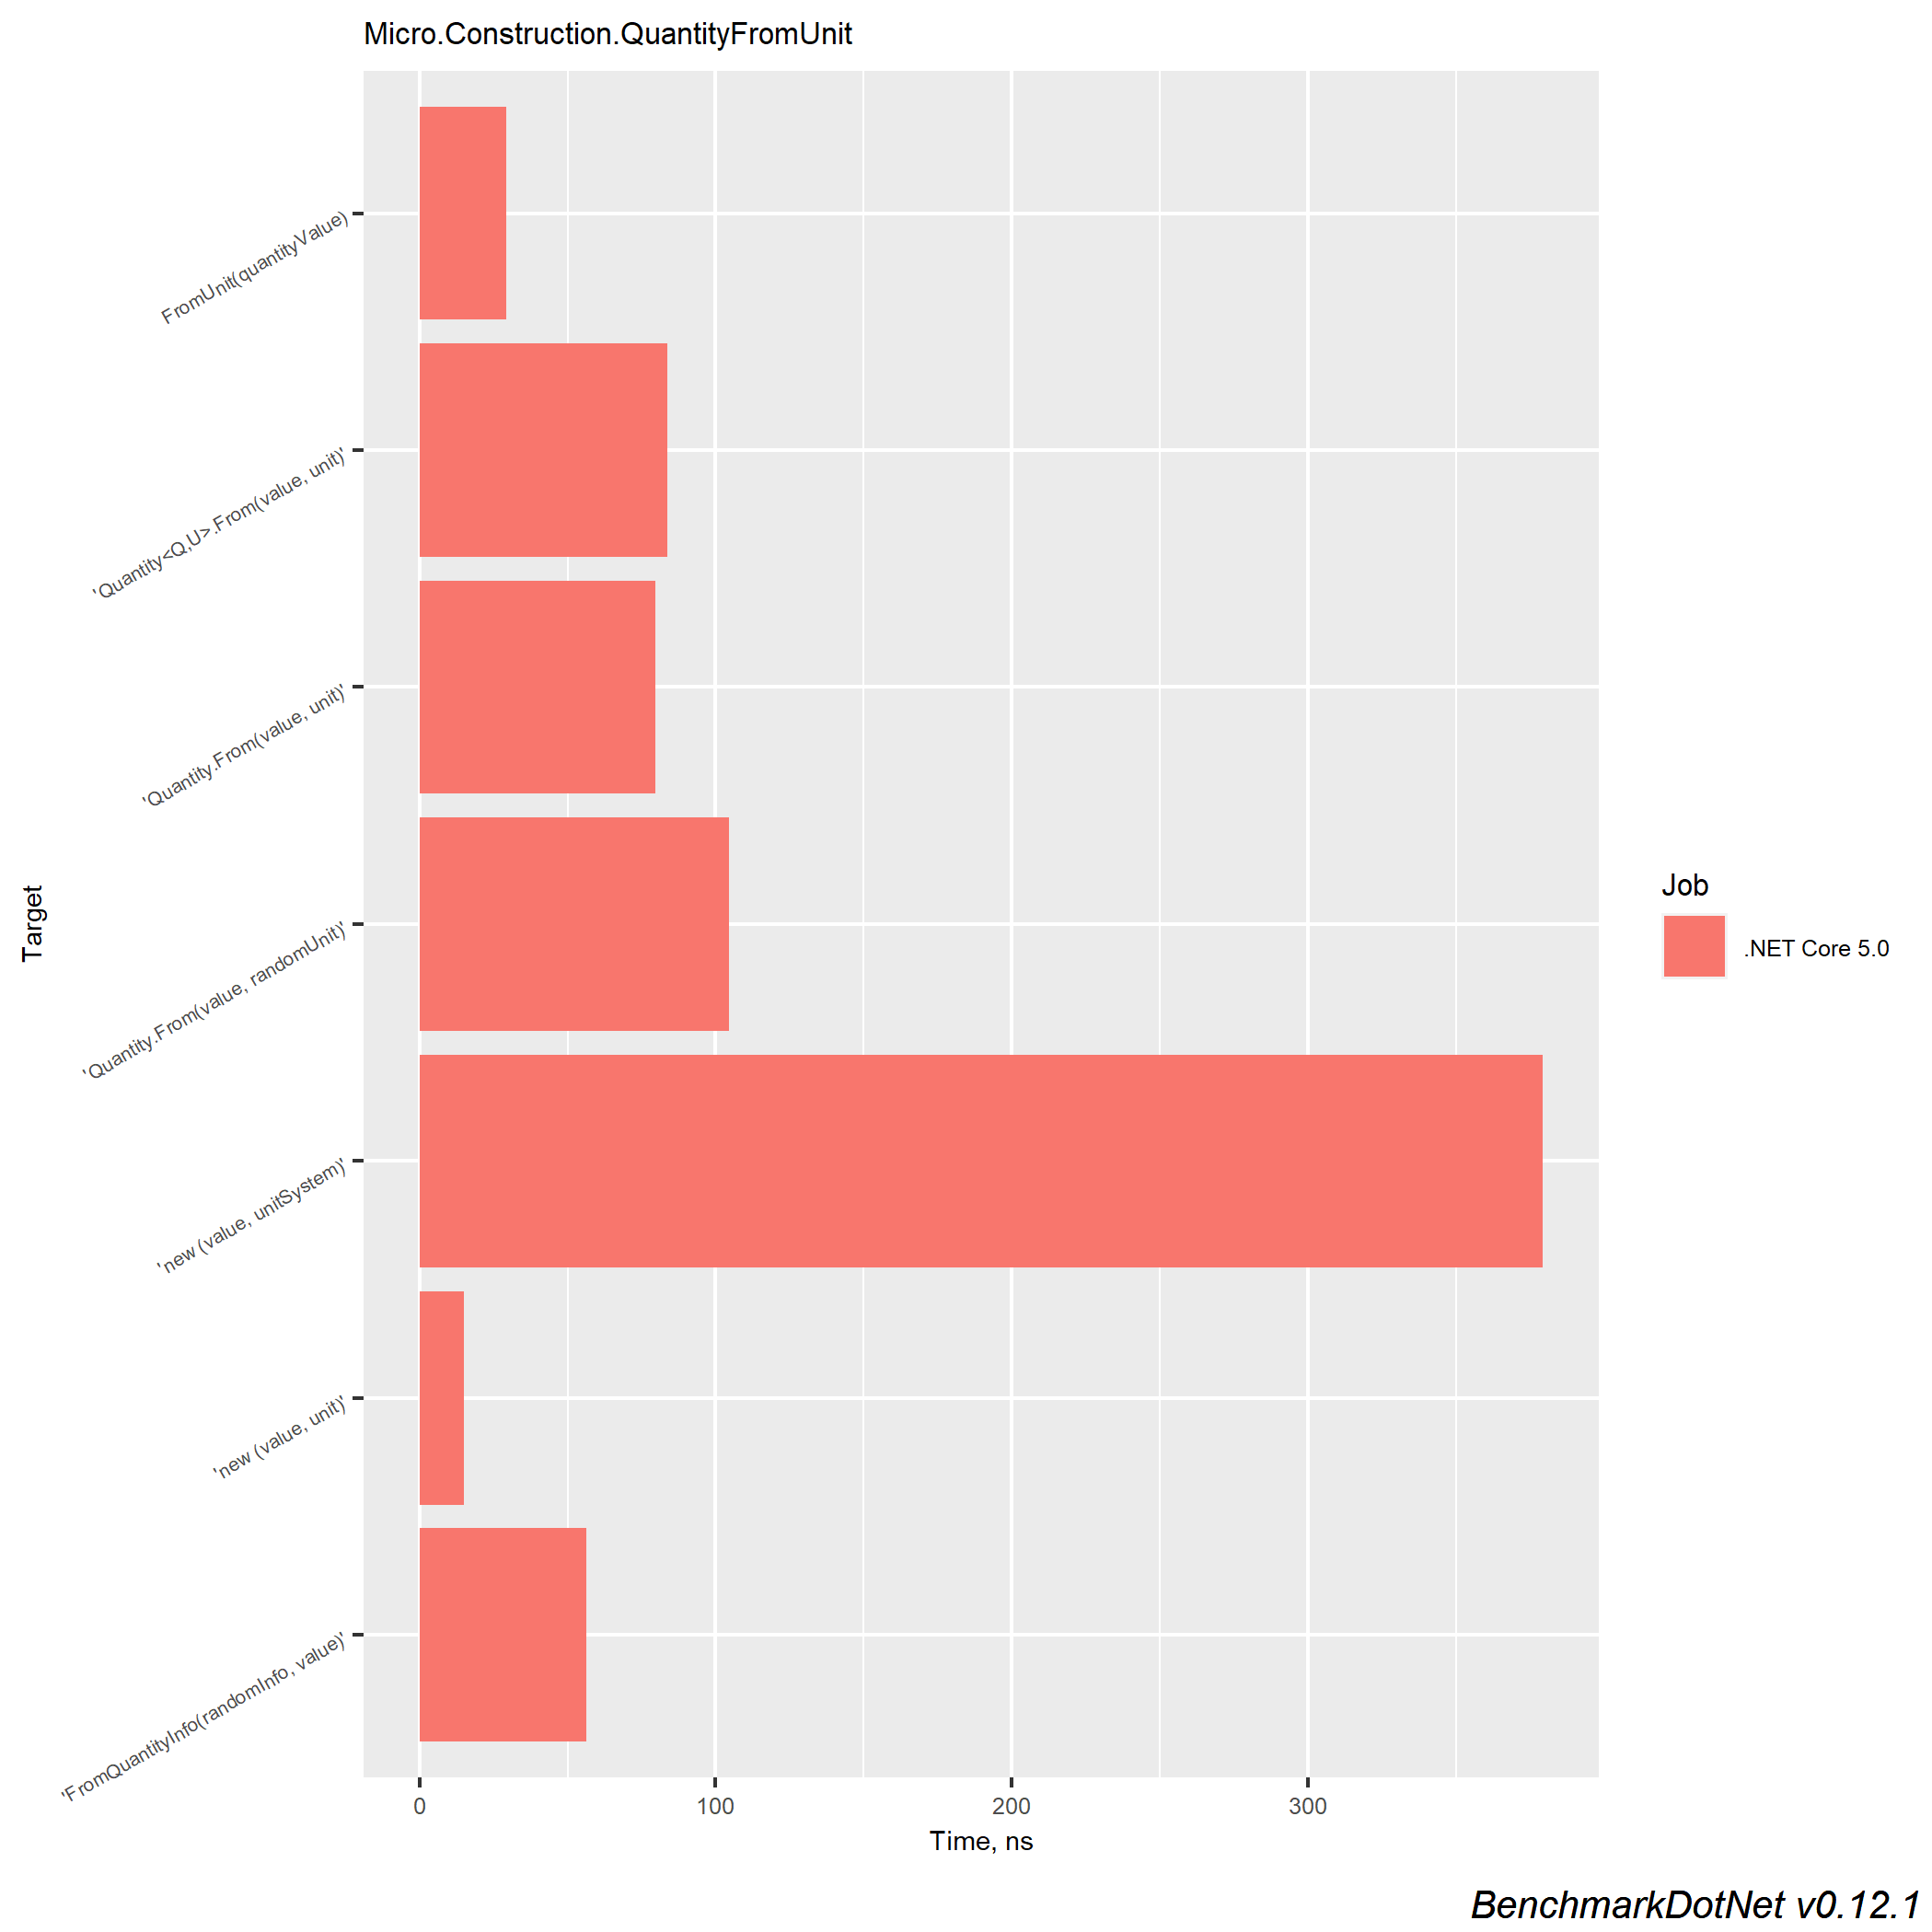 Micro.Construction.QuantityFromUnit
FromUnit(quantityValue)
'Quantity<Q,U>.From(value, unit)'
'Quantity.From(value, unit)'
'Quantity.From(value, randomUnit)'
'new (value, unitSystem)'
'new (value, unit)'
'FromQuantityInfo(randomInfo, value)'
Target
0 100 200 300
Time, ns
Job
.NET Core 5.0
BenchmarkDotNet v0.12.1